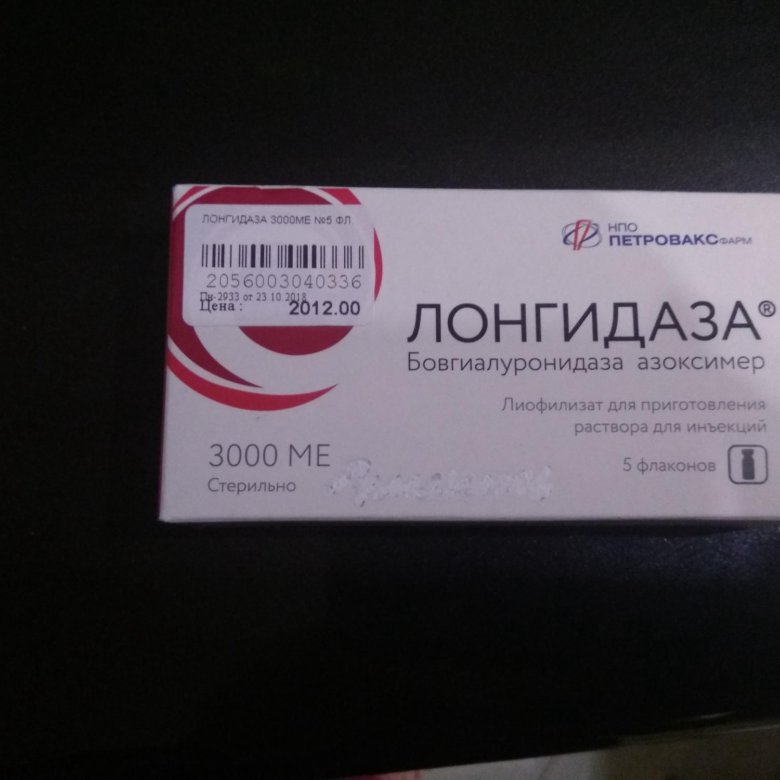 ЛОНГИДАЗА 3000МЕ №5 ФЛ
2056003040336
Пн-2933 от 23.10.2018
Цена : 2012.00
НПО
ПЕТРОВАКС ФАРМ
ЛОНГИДАЗА®
Бовгиалуронидаза азоксимер
Лиофилизат для приготовления
раствора для инъекций
3000 МЕ
5 флаконов
Стерильно